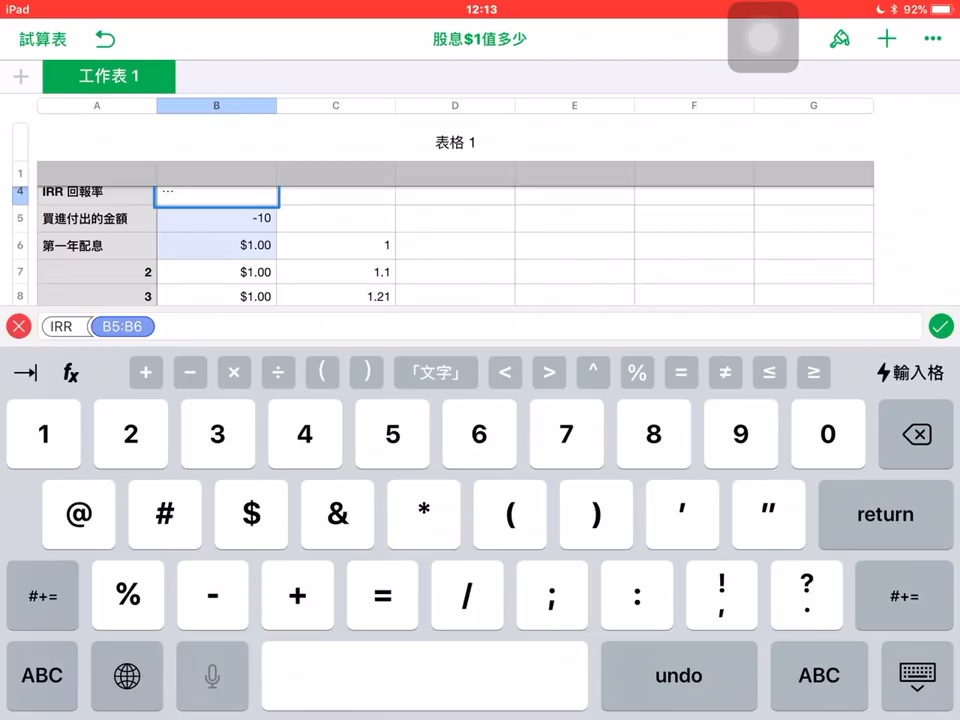 iPad 12:13 92%
試算表 股息$1值多少
工作表 1
A B C D E F G
表格 1
1
4 IRR 回報率 ...
5 買進付出的金額 -10
6 第一年配息 $1.00 1
7 2 $1.00 1.1
8 3 $1.00 1.21
IRR ( B5:B6
fx + − × ÷ ( ) 「文字」 < > ^ % = ≠ ≤ ≥ 輸入格
1 2 3 4 5 6 7 8 9 0
@ # $ & * ( ) ' " return
#+= % - + = / ; : ! , ? . #+=
ABC undo ABC